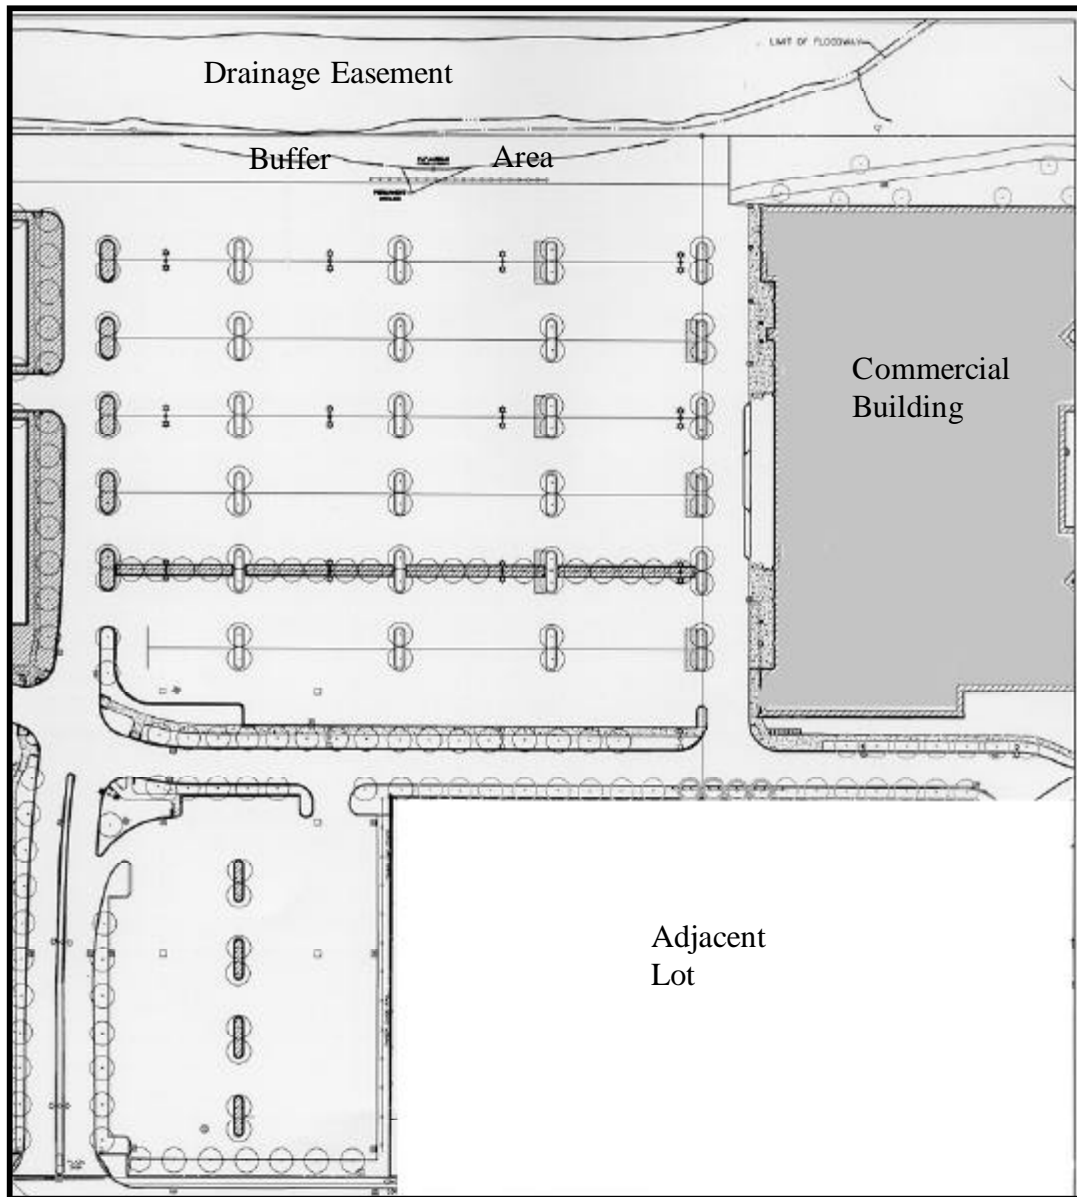 LIMIT OF FLOODWAY
Drainage Easement
Buffer Area
Commercial
Building
Adjacent
Lot